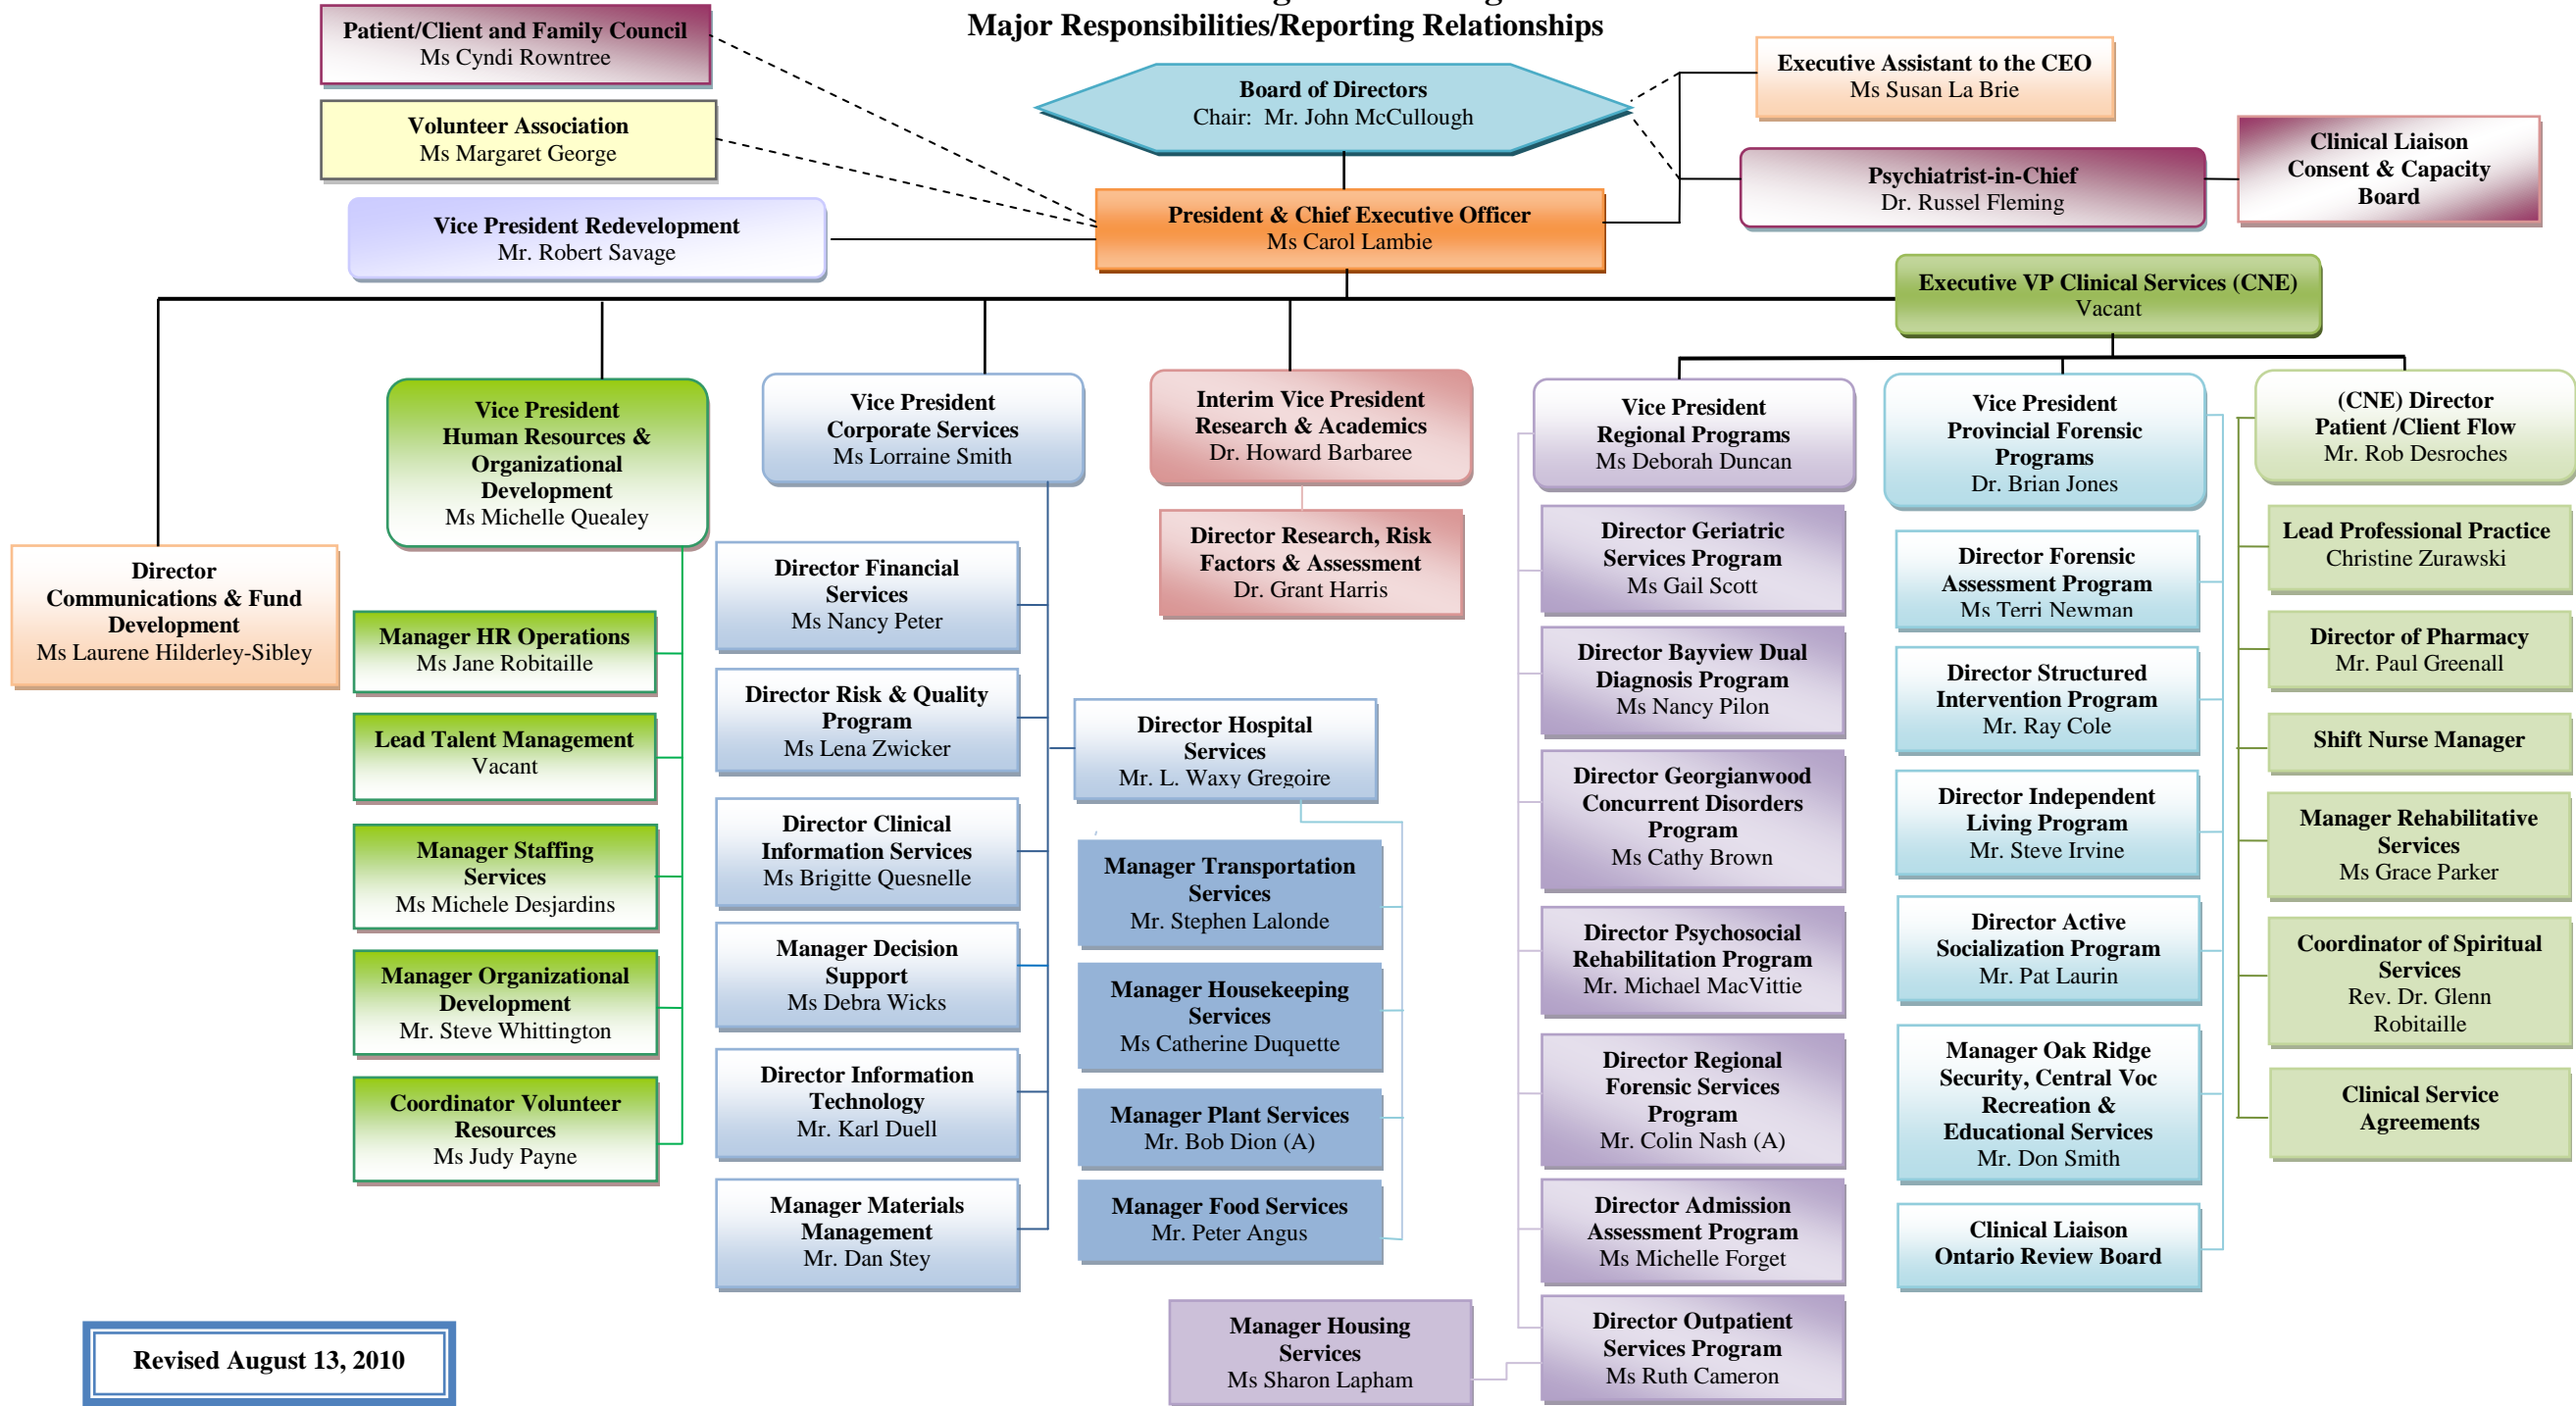 Major Responsibilities/Reporting Relationships
Patient/Client and Family Council
Ms Cyndi Rowntree
Volunteer Association
Ms Margaret George
Vice President Redevelopment
Mr. Robert Savage
Board of Directors
Chair:  Mr. John McCullough
President & Chief Executive Officer
Ms Carol Lambie
Executive Assistant to the CEO
Ms Susan La Brie
Psychiatrist-in-Chief
Dr. Russel Fleming
Clinical Liaison
Consent & Capacity
Board
Executive VP Clinical Services (CNE)
Vacant
Director
Communications & Fund
Development
Ms Laurene Hilderley-Sibley
Vice President
Human Resources &
Organizational
Development
Ms Michelle Quealey
Manager HR Operations
Ms Jane Robitaille
Lead Talent Management
Vacant
Manager Staffing
Services
Ms Michele Desjardins
Manager Organizational
Development
Mr. Steve Whittington
Coordinator Volunteer
Resources
Ms Judy Payne
Vice President
Corporate Services
Ms Lorraine Smith
Director Financial
Services
Ms Nancy Peter
Director Risk & Quality
Program
Ms Lena Zwicker
Director Clinical
Information Services
Ms Brigitte Quesnelle
Manager Decision
Support
Ms Debra Wicks
Director Information
Technology
Mr. Karl Duell
Manager Materials
Management
Mr. Dan Stey
Director Hospital
Services
Mr. L. Waxy Gregoire
Manager Transportation
Services
Mr. Stephen Lalonde
Manager Housekeeping
Services
Ms Catherine Duquette
Manager Plant Services
Mr. Bob Dion (A)
Manager Food Services
Mr. Peter Angus
Interim Vice President
Research & Academics
Dr. Howard Barbaree
Director Research, Risk
Factors & Assessment
Dr. Grant Harris
Vice President
Regional Programs
Ms Deborah Duncan
Director Geriatric
Services Program
Ms Gail Scott
Director Bayview Dual
Diagnosis Program
Ms Nancy Pilon
Director Georgianwood
Concurrent Disorders
Program
Ms Cathy Brown
Director Psychosocial
Rehabilitation Program
Mr. Michael MacVittie
Director Regional
Forensic Services
Program
Mr. Colin Nash (A)
Director Admission
Assessment Program
Ms Michelle Forget
Director Outpatient
Services Program
Ms Ruth Cameron
Manager Housing
Services
Ms Sharon Lapham
Vice President
Provincial Forensic
Programs
Dr. Brian Jones
Director Forensic
Assessment Program
Ms Terri Newman
Director Structured
Intervention Program
Mr. Ray Cole
Director Independent
Living Program
Mr. Steve Irvine
Director Active
Socialization Program
Mr. Pat Laurin
Manager Oak Ridge
Security, Central Voc
Recreation &
Educational Services
Mr. Don Smith
Clinical Liaison
Ontario Review Board
(CNE) Director
Patient /Client Flow
Mr. Rob Desroches
Lead Professional Practice
Christine Zurawski
Director of Pharmacy
Mr. Paul Greenall
Shift Nurse Manager
Manager Rehabilitative
Services
Ms Grace Parker
Coordinator of Spiritual
Services
Rev. Dr. Glenn
Robitaille
Clinical Service
Agreements
Revised August 13, 2010